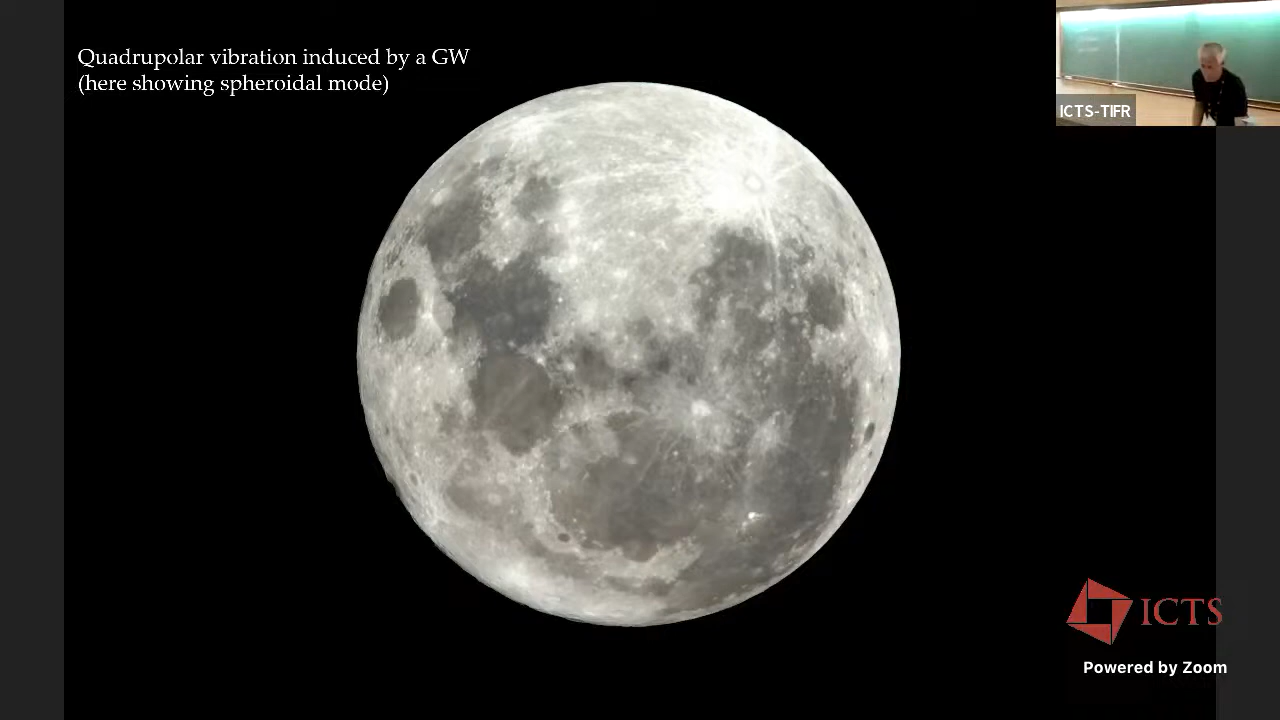 Quadrupolar vibration induced by a GW
(here showing spheroidal mode)
ICTS-TIFR
ICTS
Powered by Zoom